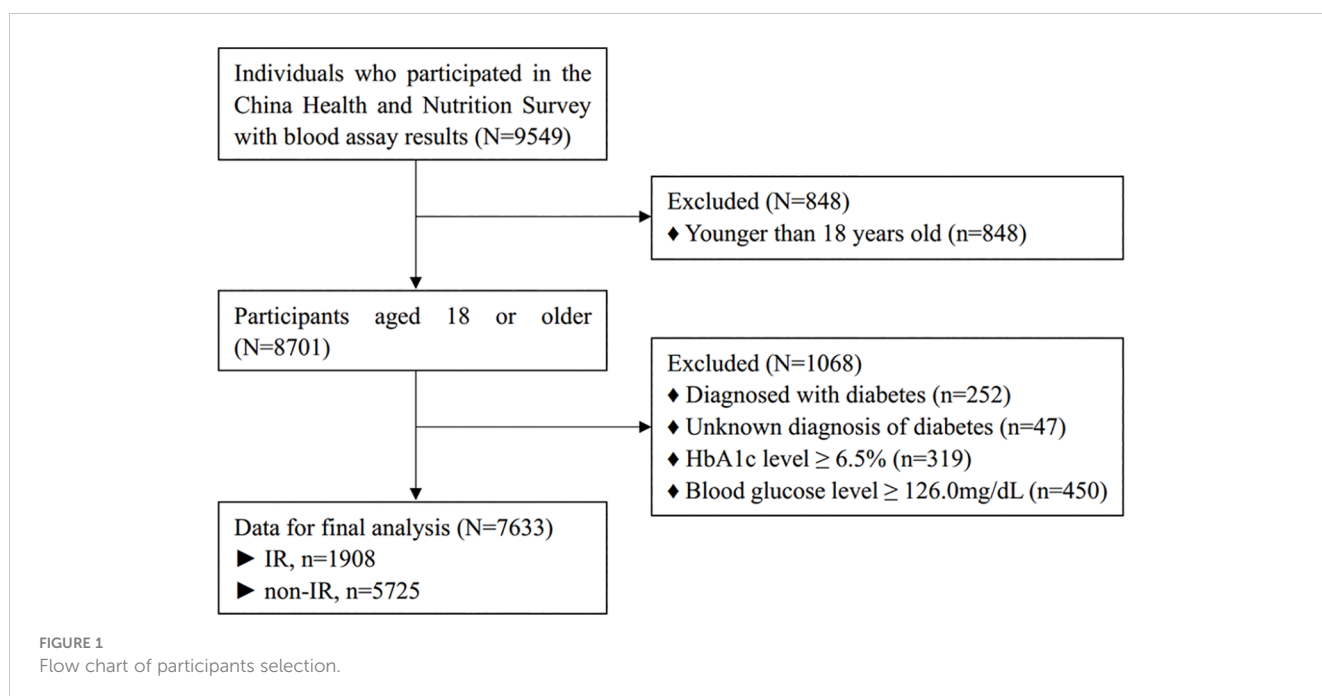 Individuals who participated in the
China Health and Nutrition Survey
with blood assay results (N=9549)
Excluded (N=848)
♦ Younger than 18 years old (n=848)
Participants aged 18 or older
(N=8701)
Excluded (N=1068)
♦ Diagnosed with diabetes (n=252)
♦ Unknown diagnosis of diabetes (n=47)
♦ HbA1c level ≥ 6.5% (n=319)
♦ Blood glucose level ≥ 126.0mg/dL (n=450)
Data for final analysis (N=7633)
► IR, n=1908
► non-IR, n=5725
FIGURE 1
Flow chart of participants selection.